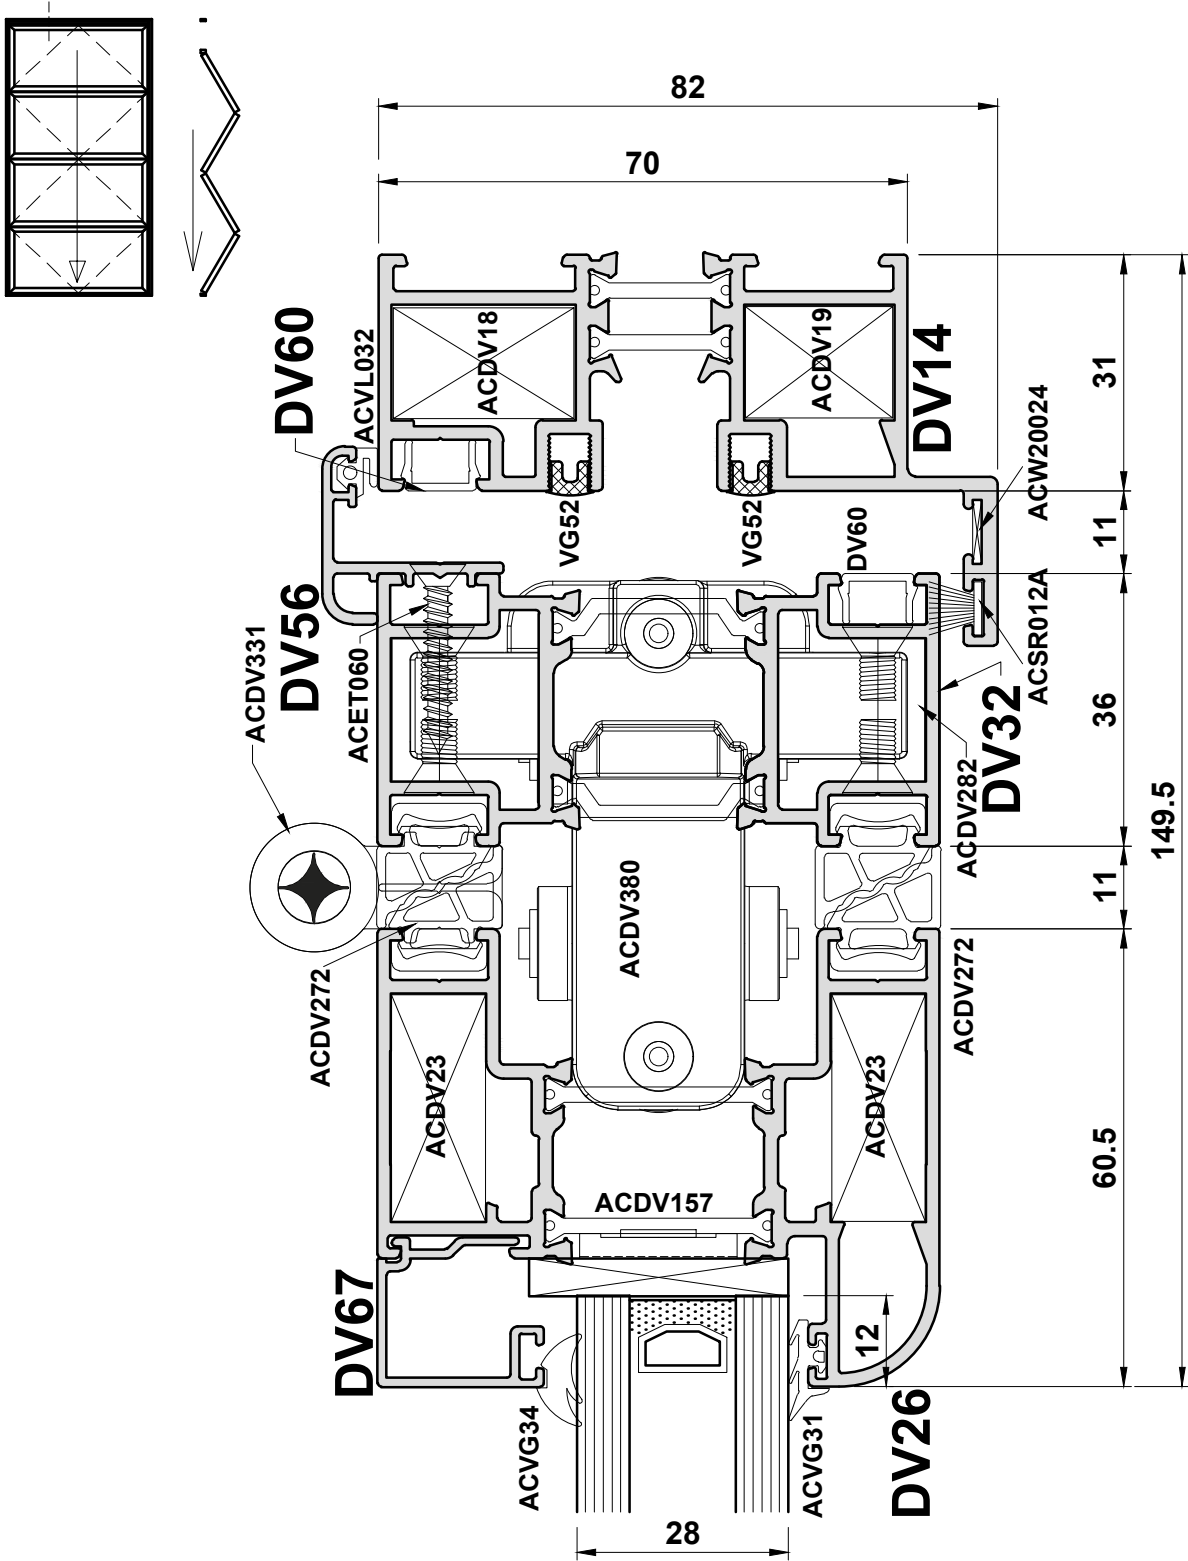 82
70
DV60
ACVL032
ACDV18
ACDV19
DV14
31
ACW20024
VG52
VG52
DV60
11
ACDV331
DV56
ACET060
ACSR012A
DV32
36
ACDV282
149.5
ACDV380
11
ACDV272
ACDV272
ACDV23
ACDV23
60.5
ACDV157
DV67
12
ACVG34
ACVG31
DV26
28